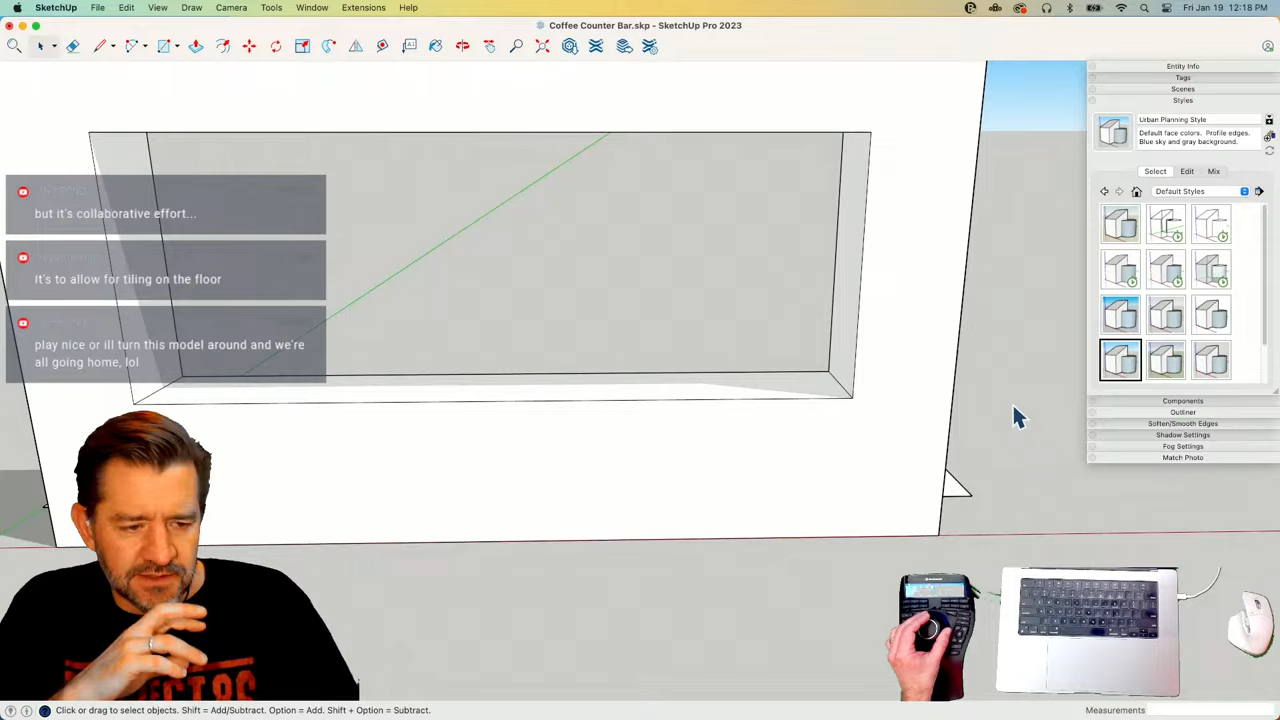 SketchUp File Edit View Draw Camera Tools Window Extensions Help Fri Jan 19 12:18 PM
Coffee Counter Bar.skp - SketchUp Pro 2023
Entity Info
Tags
Scenes
Styles
Urban Planning Style
Default face colors. Profile edges.
Blue sky and gray background.
Select Edit Mix
Default Styles
Components
Outliner
Soften/Smooth Edges
Shadow Settings
Fog Settings
Match Photo
but it's collaborative effort...
It's to allow for tiling on the floor
play nice or ill turn this model around and we're
all going home, lol
Click or drag to select objects. Shift = Add/Subtract. Option = Add. Shift + Option = Subtract.
Measurements